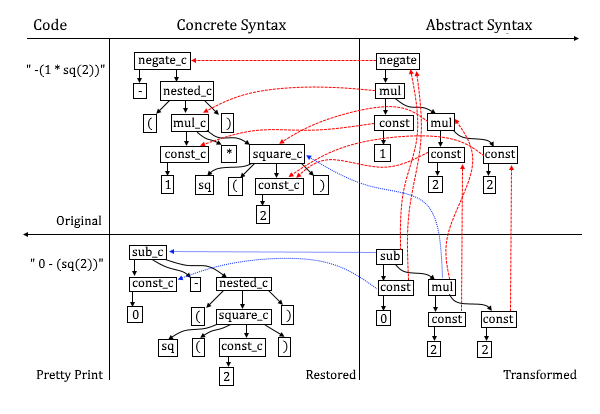 Code Concrete Syntax Abstract Syntax
" -(1 * sq(2))" negate_c negate
- nested_c mul
( mul_c ) const mul
const_c * square_c 1 const const
1 sq ( const_c ) 2 2
2
Original
" 0 - (sq(2))" sub_c sub
const_c - nested_c const mul
0 ( square_c ) 0 const const
sq ( const_c ) 2 2
2
Pretty Print Restored Transformed